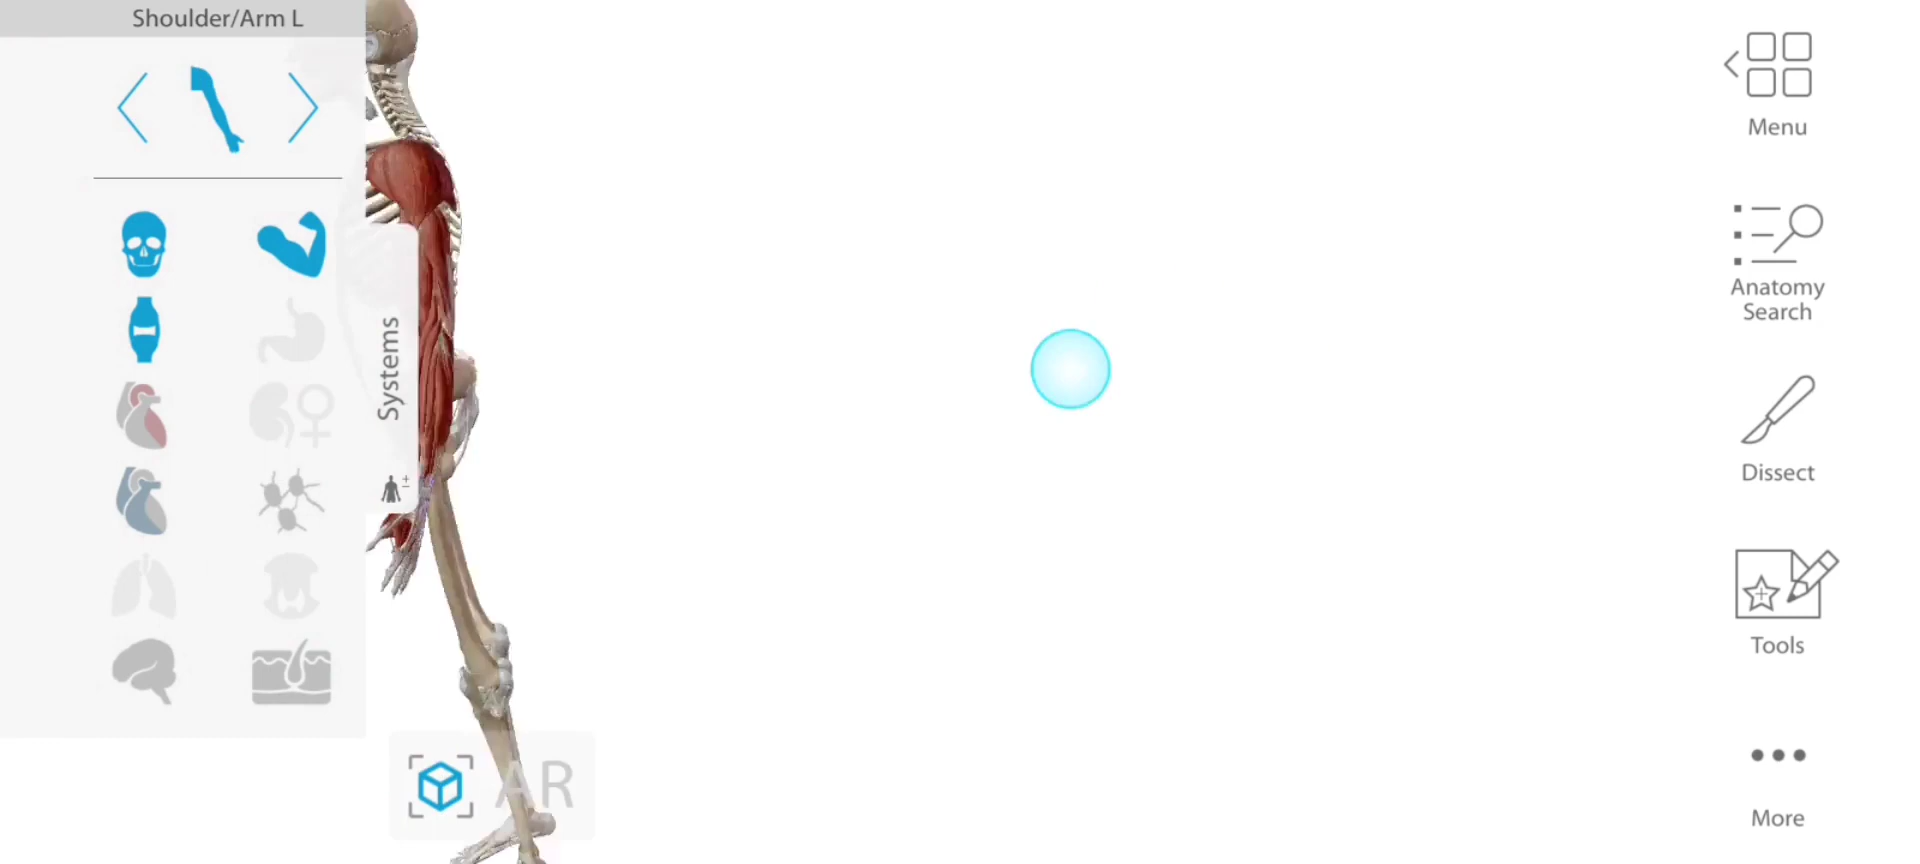 Shoulder/Arm L
Systems
AR
Menu
Anatomy
Search
Dissect
Tools
More